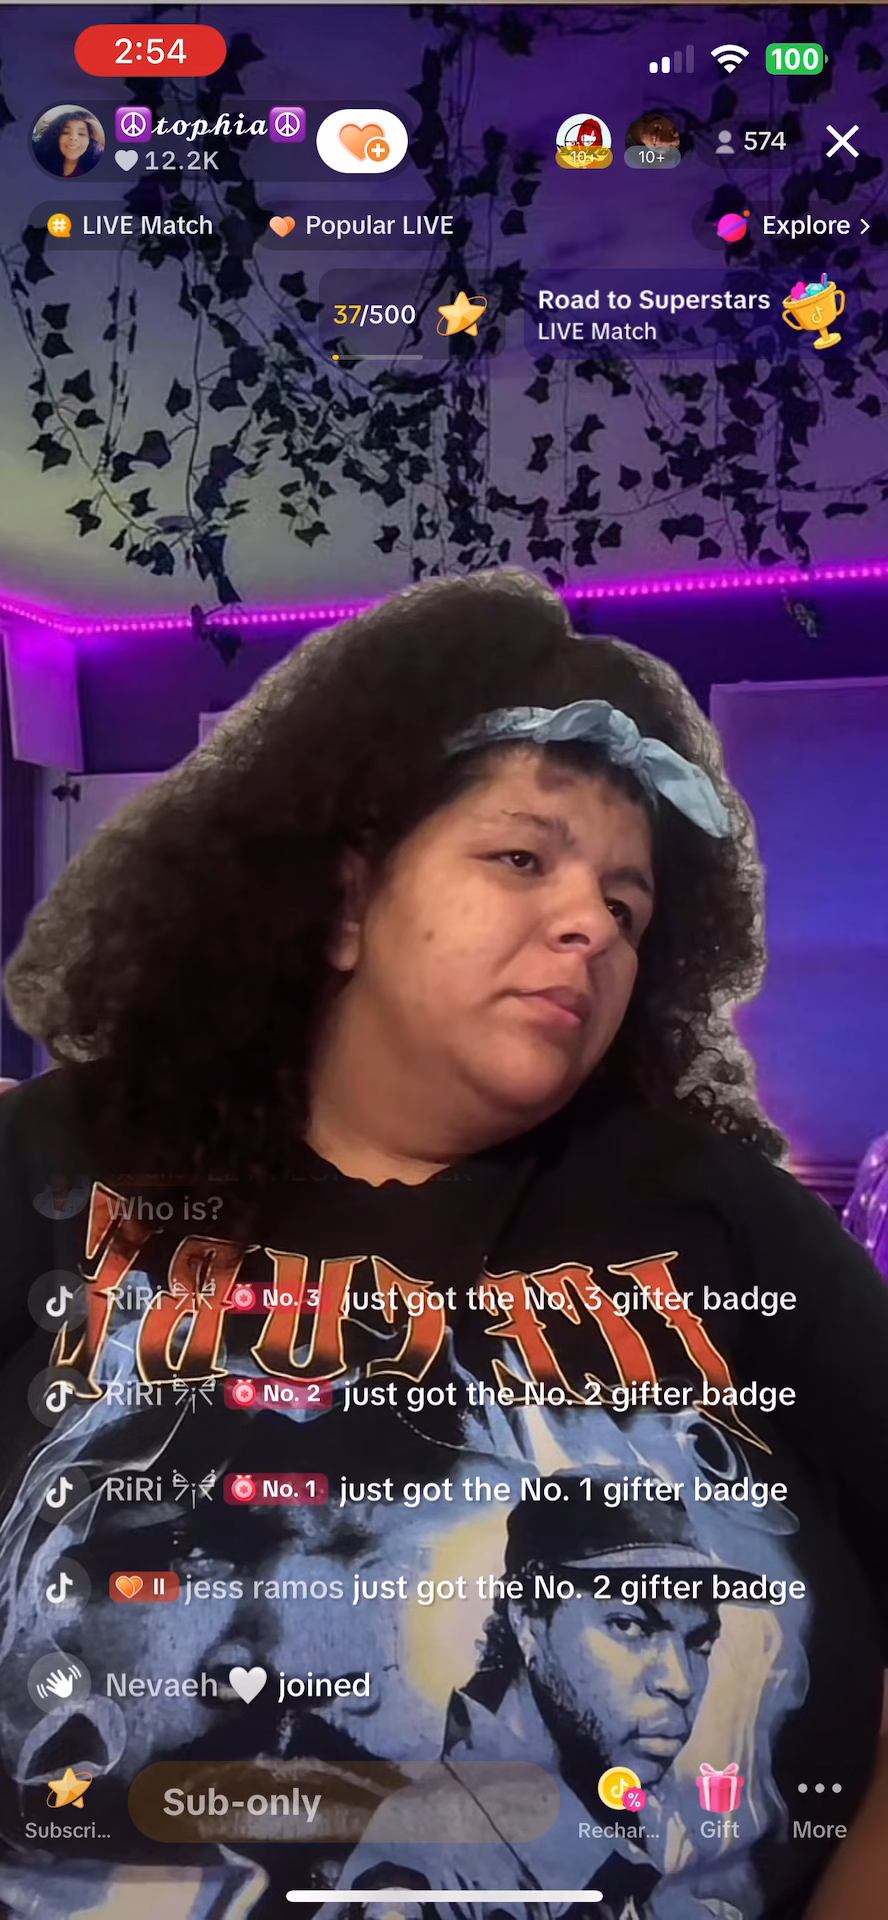 2:54
100
☮️𝓽𝓸𝓹𝓱𝓲𝓪☮️
12.2K
10+
10+
574
LIVE Match
Popular LIVE
Explore >
37/500
Road to Superstars
LIVE Match
Who is?
RiRi No. 3 just got the No. 3 gifter badge
ICE CUBE
RiRi No. 2 just got the No. 2 gifter badge
RiRi No. 1 just got the No. 1 gifter badge
II jess ramos just got the No. 2 gifter badge
Nevaeh 🤍 joined
Sub-only
Subscri...
Rechar...
Gift
More